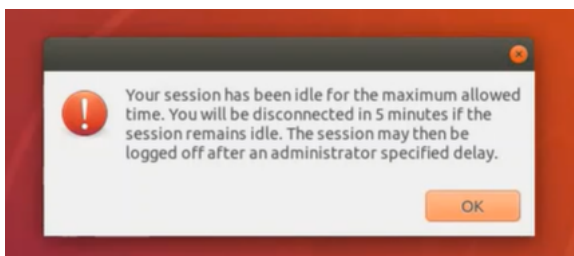 Your session has been idle for the maximum allowed
time. You will be disconnected in 5 minutes if the
session remains idle. The session may then be
logged off after an administrator specified delay.
OK